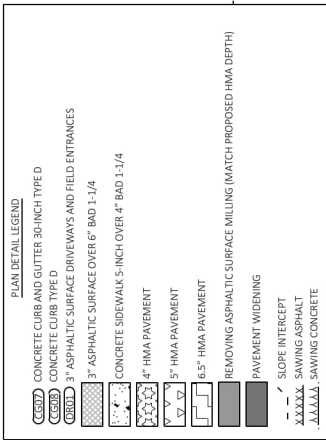 PLAN DETAIL LEGEND
CG07 CONCRETE CURB AND GUTTER 30-INCH TYPE D
CG08 CONCRETE CURB TYPE D
DR01 3" ASPHALTIC SURFACE DRIVEWAYS AND FIELD ENTRANCES
3" ASPHALTIC SURFACE OVER 6" BAD 1-1/4
CONCRETE SIDEWALK 5-INCH OVER 4" BAD 1-1/4
4" HMA PAVEMENT
5" HMA PAVEMENT
6.5" HMA PAVEMENT
REMOVING ASPHALTIC SURFACE MILLING (MATCH PROPOSED HMA DEPTH)
PAVEMENT WIDENING
SLOPE INTERCEPT
SAWING ASPHALT
SAWING CONCRETE